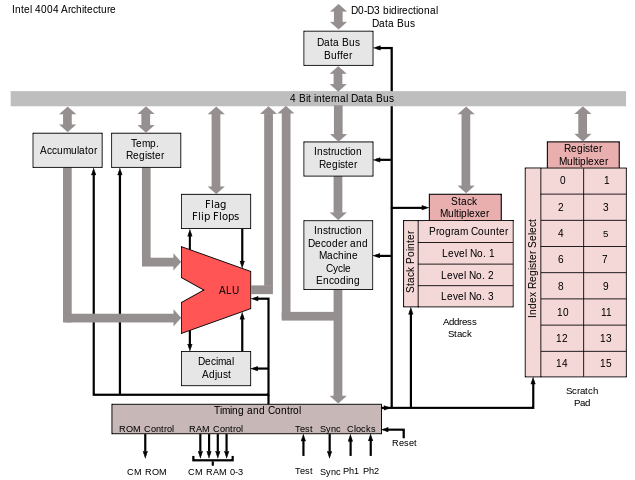 Intel 4004 Architecture
D0-D3 bidirectional
Data Bus
Data Bus
Buffer
4 Bit internal Data Bus
Accumulator
Temp.
Register
Instruction
Register
Register
Multiplexer
Flag
Flip Flops
Stack
Multiplexer
Instruction
Decoder and
Machine
Cycle
Encoding
Stack Pointer
Program Counter
Level No. 1
Level No. 2
Level No. 3
Address
Stack
Index Register Select
0 1
2 3
4 5
6 7
8 9
10 11
12 13
14 15
Scratch
Pad
ALU
Decimal
Adjust
Timing and Control
ROM Control RAM Control Test Sync Clocks
Reset
CM ROM CM RAM 0-3 Test Sync Ph1 Ph2